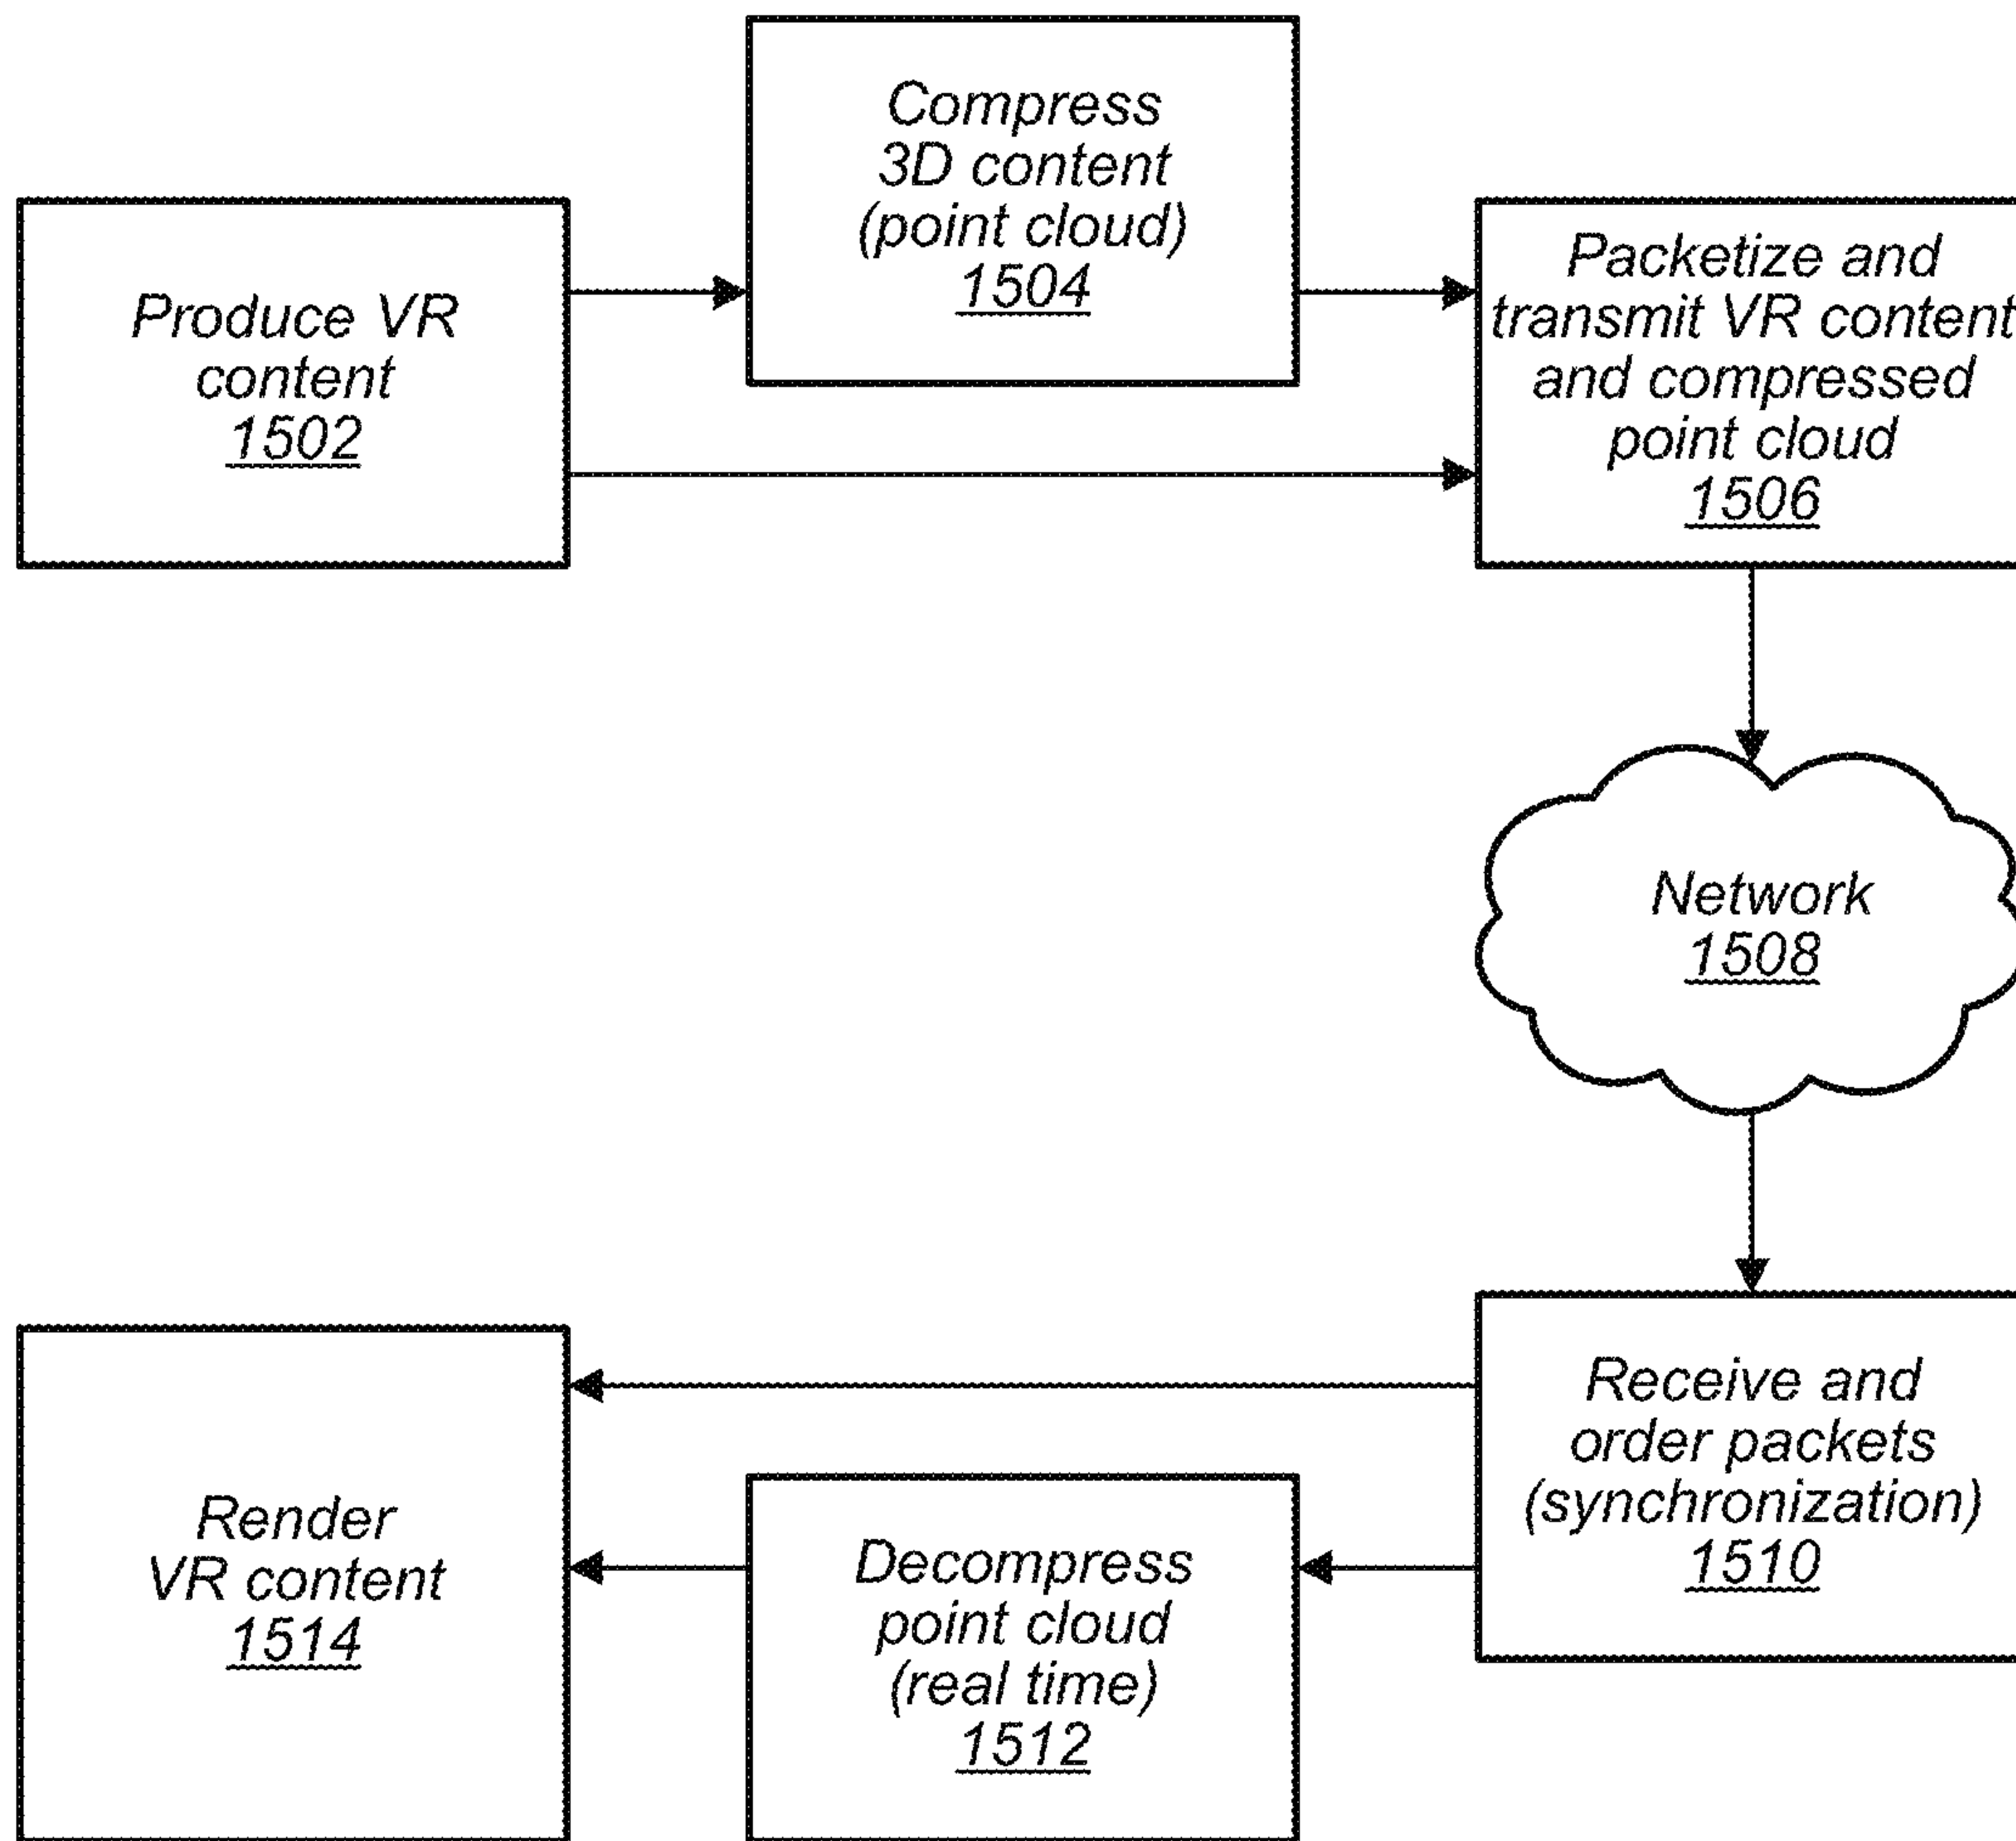 Produce VR
content
1502
Compress
3D content
(point cloud)
1504
Packetize and
transmit VR content
and compressed
point cloud
1506
Network
1508
Receive and
order packets
(synchronization)
1510
Decompress
point cloud
(real time)
1512
Render
VR content
1514